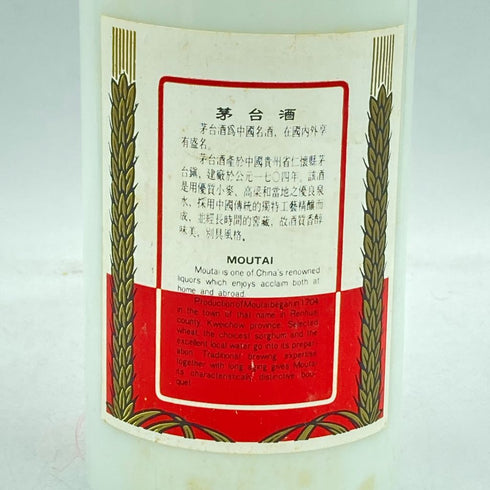 茅台酒
茅台酒爲中國名酒，在國內外享
有盛名。
茅台酒產於中國貴州省仁懷縣茅
台鎮，建廠於公元一七〇四年。該酒
是用優質小麥、高粱和當地之優良泉
水，採用中國傳統的獨特工藝精釀而
成，並經長時間的窖藏，故酒質香醇
味美，別具風格。
MOUTAI
Moutai is one of China's renowned
liquors which enjoys acclaim both at
home and abroad.
Production of Moutai began in 1704
in the town of that name in Renhuai
county, Kweichow province. Selected
wheat, the choicest sorghum and the
excellent local water go into its prepar-
ation. Traditional brewing expertise
together with long aging gives Moutai
its characteristically distinctive bou-
quet.